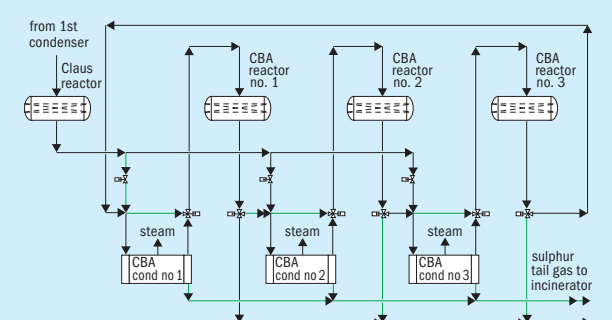 from 1st
condenser
Claus
reactor
CBA
reactor
no. 1
CBA
reactor
no. 2
CBA
reactor
no. 3
steam
steam
steam
CBA
cond no 1
CBA
cond no 2
CBA
cond no 3
sulphur
tail gas to
incinerator